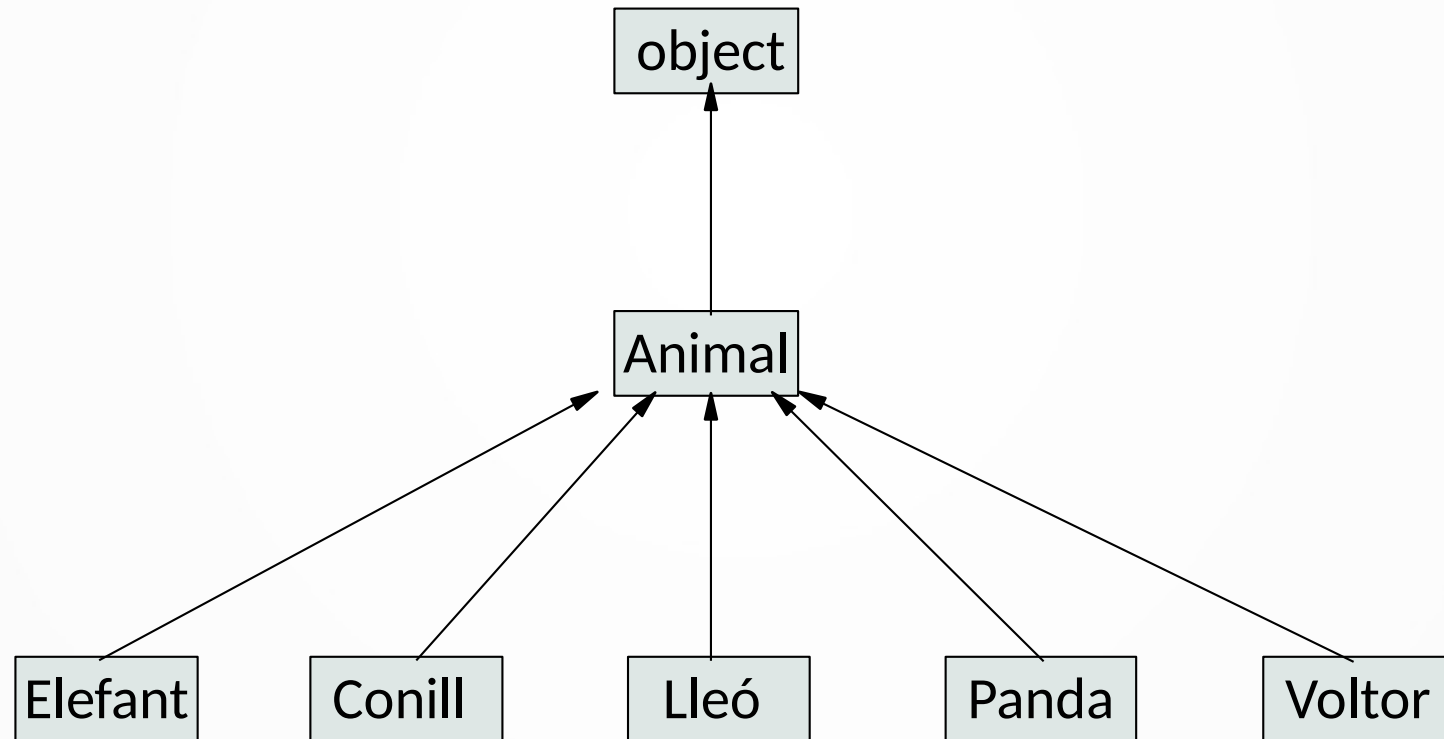 object
Animal
Elefant
Conill
Lleó
Panda
Voltor